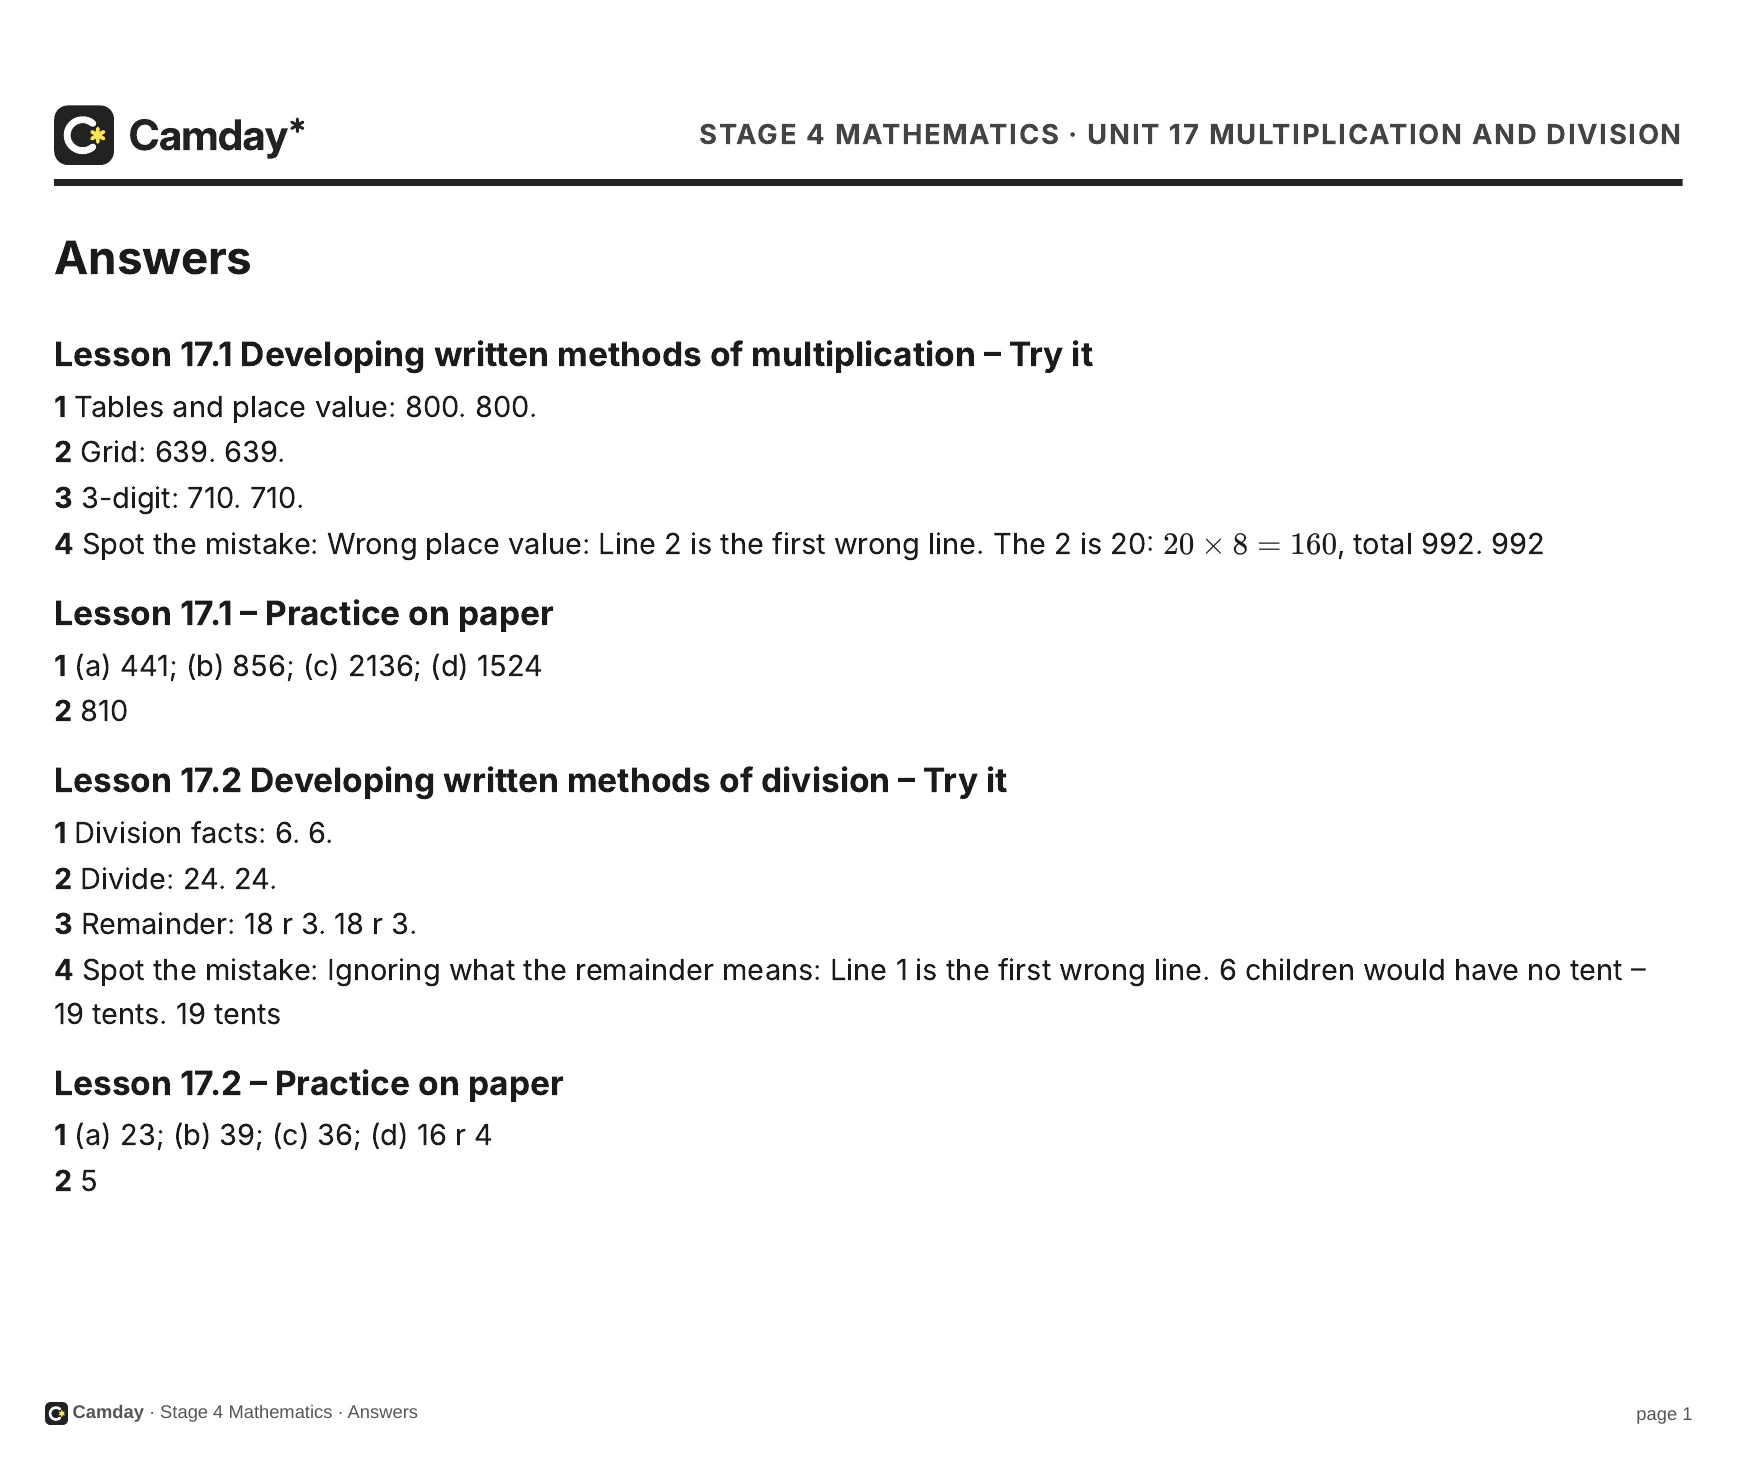 Camday*
STAGE 4 MATHEMATICS · UNIT 17 MULTIPLICATION AND DIVISION
Answers
Lesson 17.1 Developing written methods of multiplication – Try it
1 Tables and place value: 800. 800.
2 Grid: 639. 639.
3 3-digit: 710. 710.
4 Spot the mistake: Wrong place value: Line 2 is the first wrong line. The 2 is 20: 20 × 8 = 160, total 992. 992
Lesson 17.1 – Practice on paper
1 (a) 441; (b) 856; (c) 2136; (d) 1524
2 810
Lesson 17.2 Developing written methods of division – Try it
1 Division facts: 6. 6.
2 Divide: 24. 24.
3 Remainder: 18 r 3. 18 r 3.
4 Spot the mistake: Ignoring what the remainder means: Line 1 is the first wrong line. 6 children would have no tent –
19 tents. 19 tents
Lesson 17.2 – Practice on paper
1 (a) 23; (b) 39; (c) 36; (d) 16 r 4
2 5
Camday · Stage 4 Mathematics · Answers
page 1